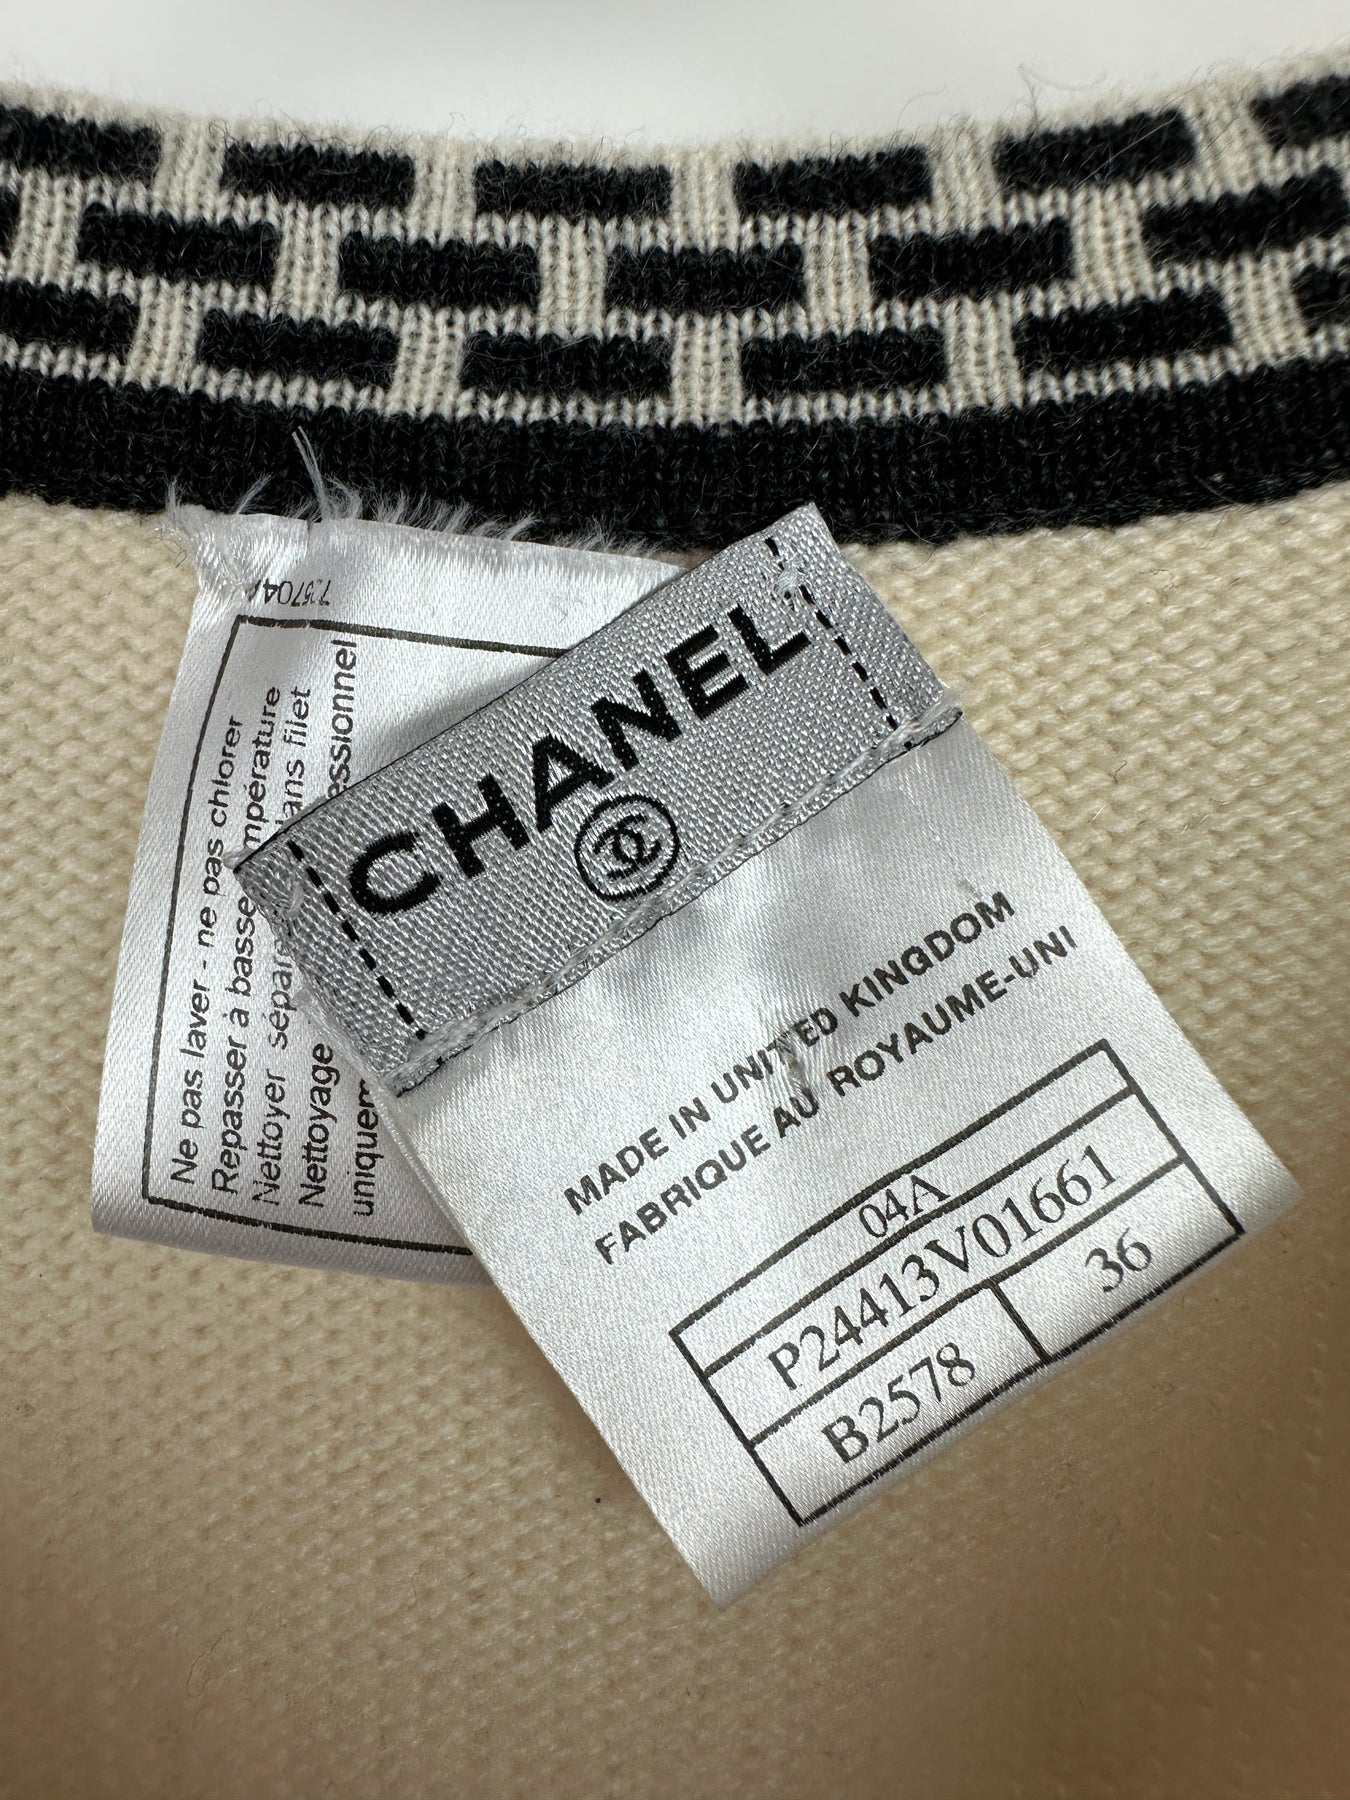 CHANEL
MADE IN UNITED KINGDOM
FABRIQUE AU ROYAUME-UNI
04A
P24413V01661
B2578 36
Ne pas laver - ne pas chlorer
Repasser à basse
Nettoyer
Nettoyage